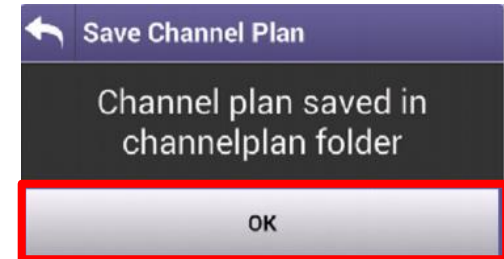 Save Channel Plan
Channel plan saved in
channelplan folder
OK